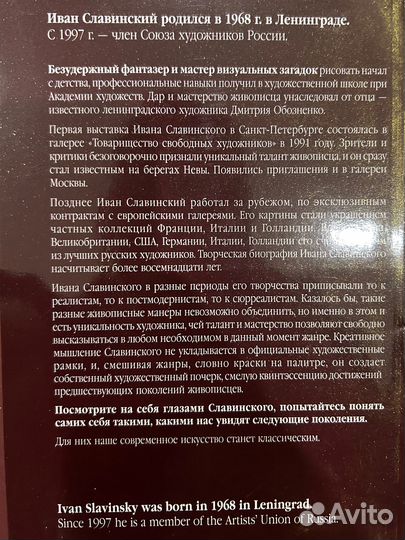 Иван Славинский родился в 1968 г. в Ленинграде.
С 1997 г. — член Союза художников России.
Безудержный фантазер и мастер визуальных загадок рисовать начал
с детства, профессиональные навыки получил в художественной школе при
Академии художеств. Дар и мастерство живописца унаследовал от отца —
известного ленинградского художника Дмитрия Обозненко.
Первая выставка Ивана Славинского в Санкт-Петербурге состоялась в
галерее «Товарищество свободных художников» в 1991 году. Зрители и
критики безоговорочно признали уникальный талант живописца, и он сразу
стал известным на берегах Невы. Появились приглашения и в галереи
Москвы.
Позднее Иван Славинский работал за рубежом, по эксклюзивным
контрактам с европейскими галереями. Его картины стали украшением
частных коллекций Франции, Италии и Голландии.
Великобритании, США, Германии, Италии, Голландии его
из лучших русских художников. Творческая биография Ивана Славинского
насчитывает более восемнадцати лет.
Ивана Славинского в разные периоды его творчества приписывали то к
реалистам, то к постмодернистам, то к сюрреалистам. Казалось бы, такие
разные живописные манеры невозможно объединить, но именно в этом и
есть уникальность художника, чей талант и мастерство позволяют свободно
высказываться в любом необходимом в данный момент жанре. Креативное
мышление Славинского не укладывается в официальные художественные
рамки, и, смешивая жанры, словно краски на палитре, он создает
собственный художественный почерк, смелую квинтэссенцию достижений
предшествующих поколений живописцев.
Посмотрите на себя глазами Славинского, попытайтесь понять
самих себя такими, какими нас увидят следующие поколения.
Для них наше современное искусство станет классическим.
Ivan Slavinsky was born in 1968 in Leningrad.
Since 1997 he is a member of the Artists' Union of Russia.
Avito